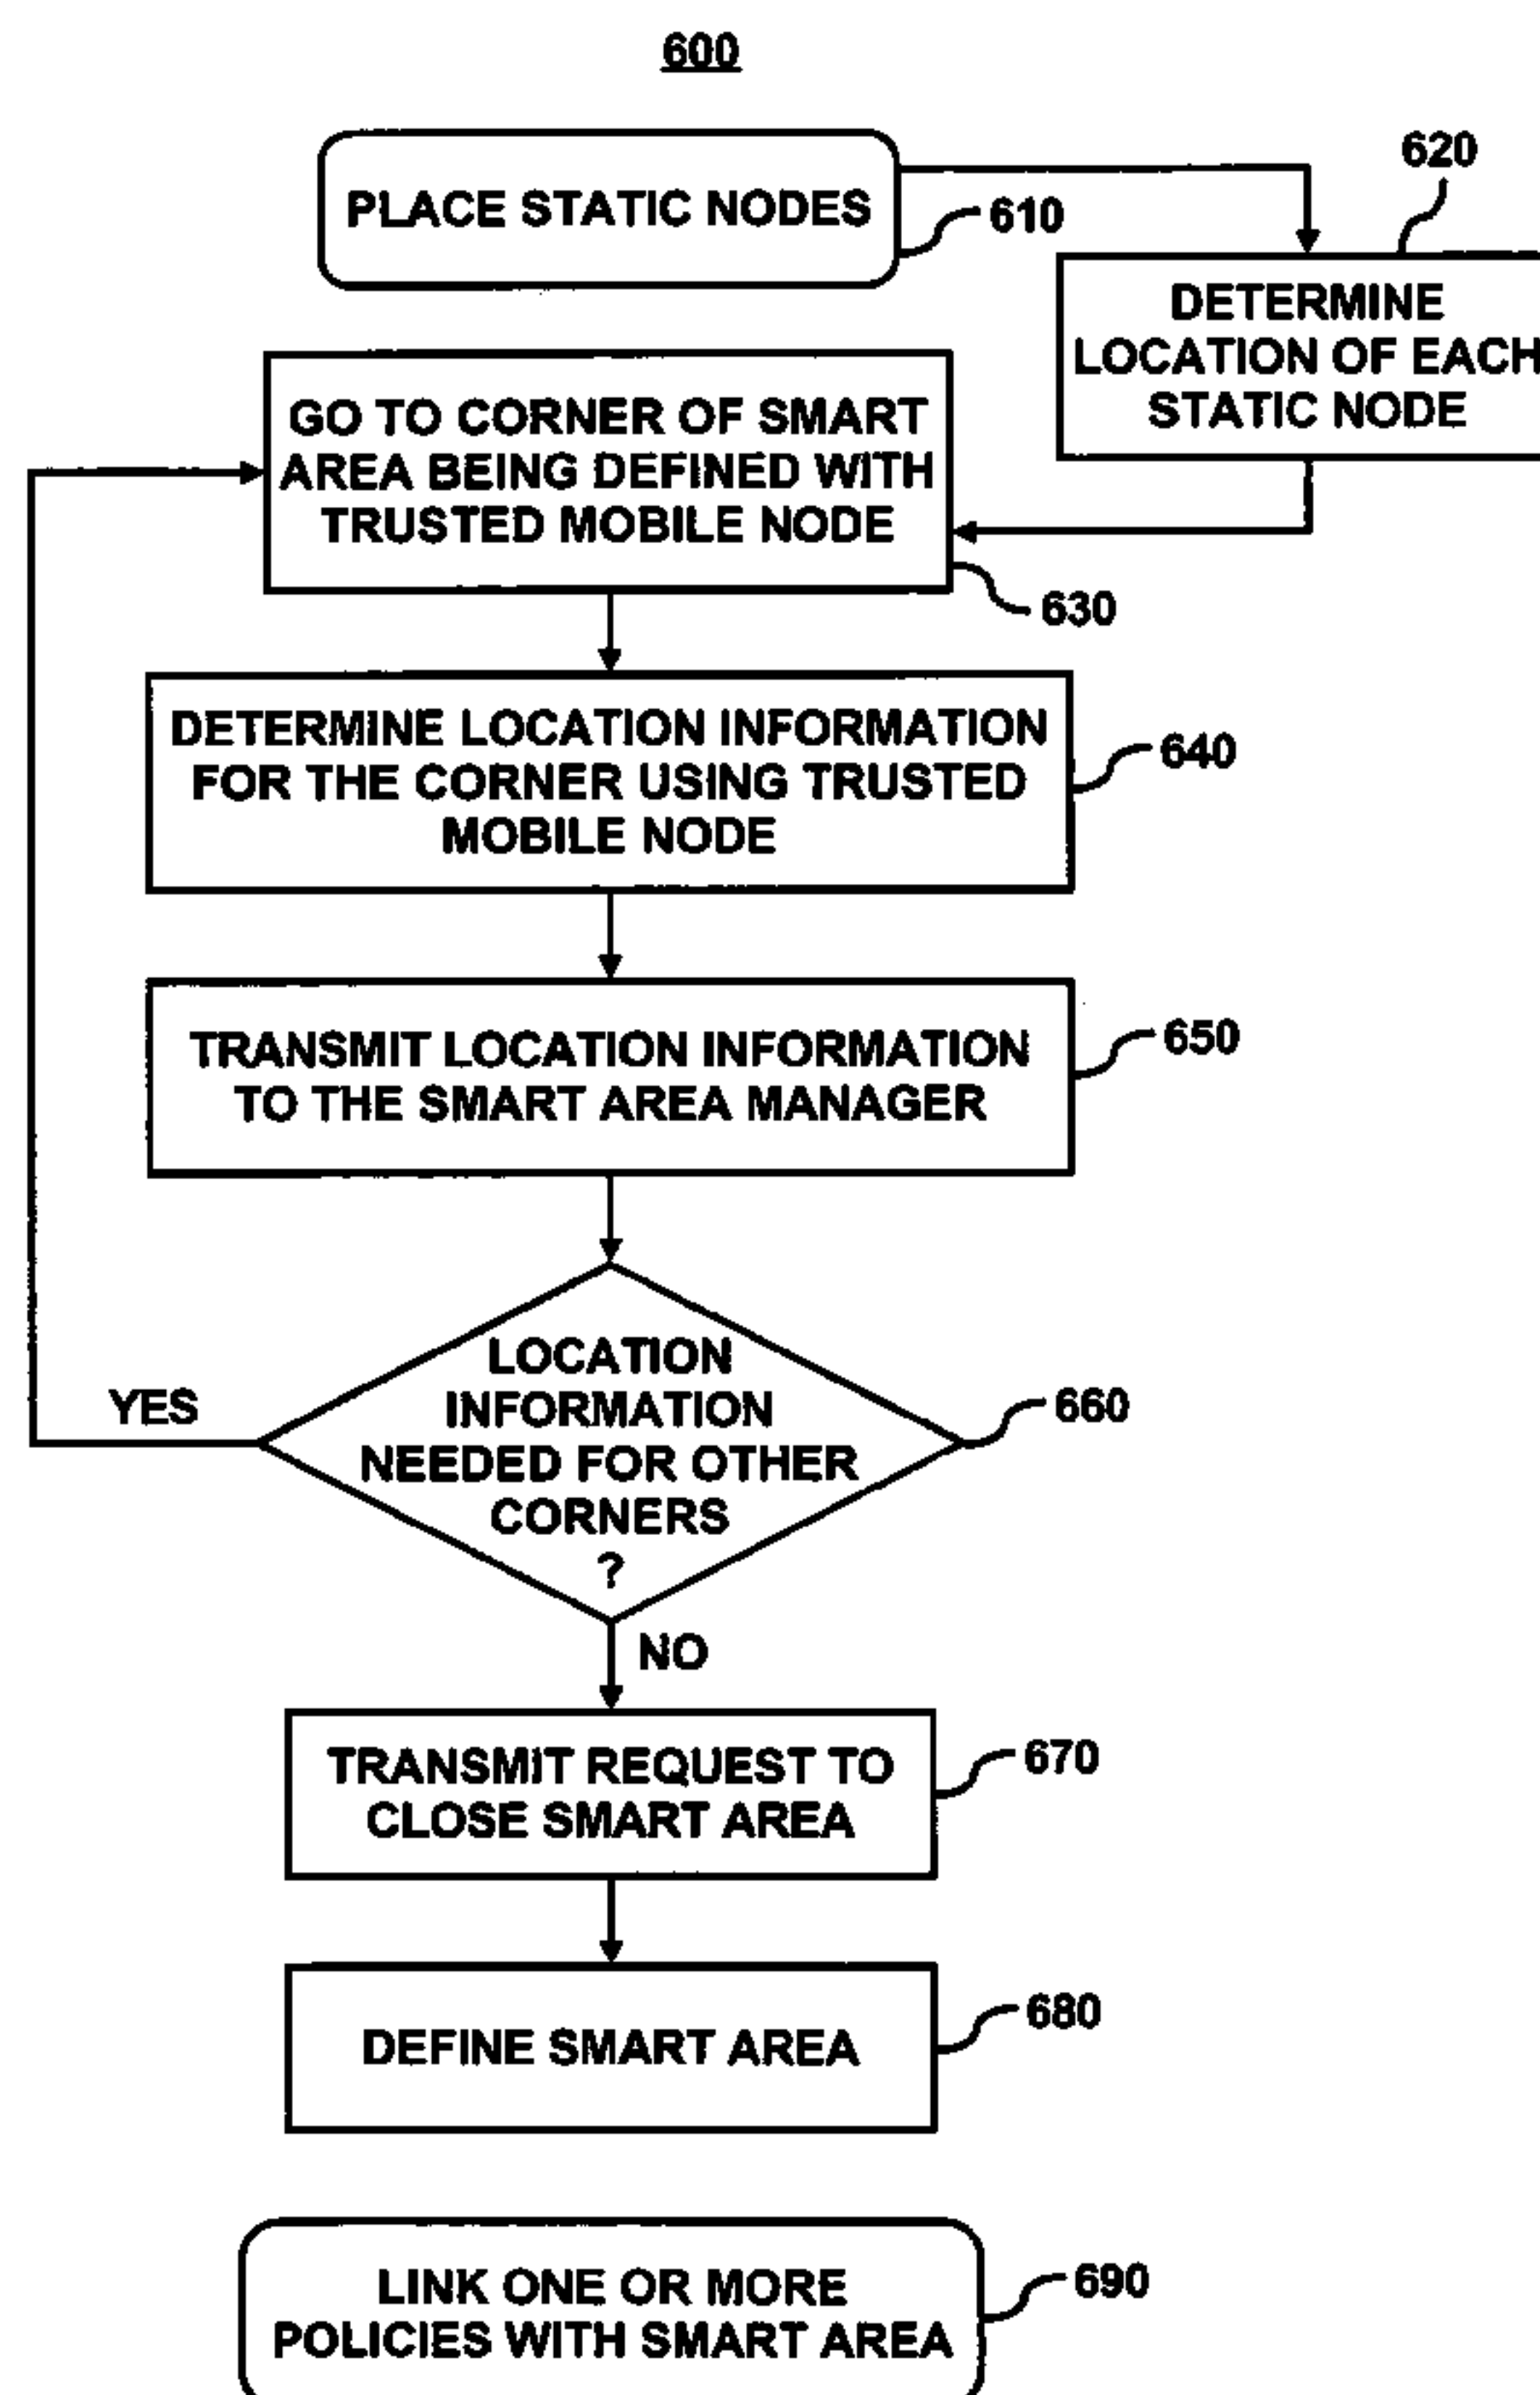 600
PLACE STATIC NODES
610
620
DETERMINE
LOCATION OF EACH
STATIC NODE
GO TO CORNER OF SMART
AREA BEING DEFINED WITH
TRUSTED MOBILE NODE
630
DETERMINE LOCATION INFORMATION
FOR THE CORNER USING TRUSTED
MOBILE NODE
640
TRANSMIT LOCATION INFORMATION
TO THE SMART AREA MANAGER
650
LOCATION
INFORMATION
NEEDED FOR OTHER
CORNERS
?
YES
660
NO
TRANSMIT REQUEST TO
CLOSE SMART AREA
670
DEFINE SMART AREA
680
LINK ONE OR MORE
POLICIES WITH SMART AREA
690